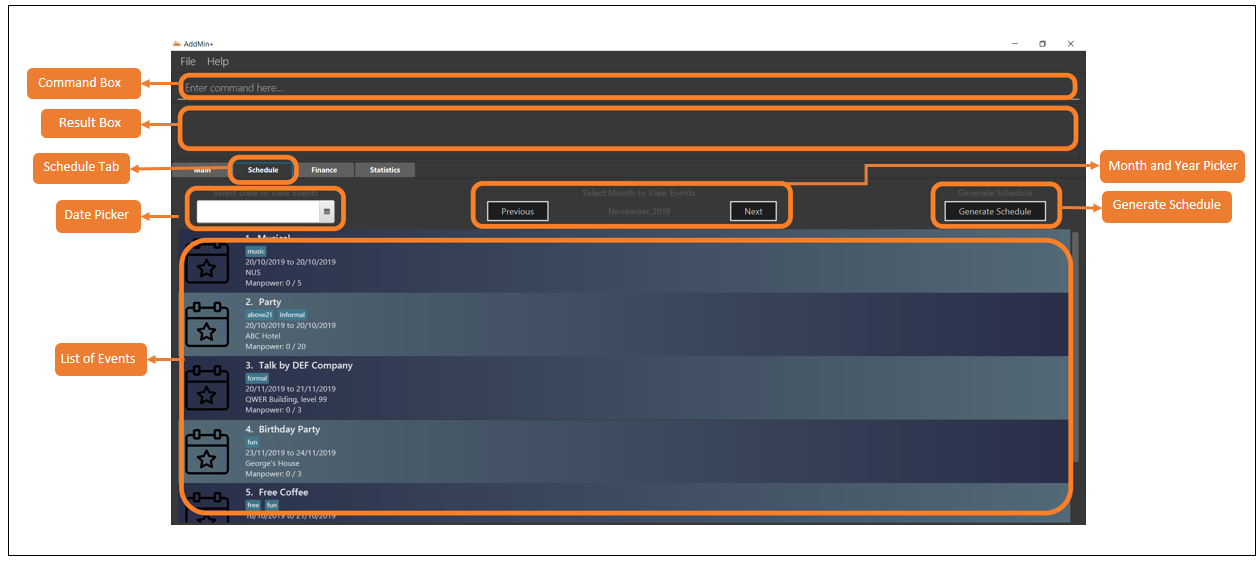 AddMin+
File Help
Command Box
Enter command here...
Result Box
Schedule Tab
Main Schedule Finance Statistics
Month and Year Picker
Select Date to View Events
Select Month to View Events
Generate Schedule
Date Picker
Previous November,2019 Next
Generate Schedule
Generate Schedule
1. Musical
music
20/10/2019 to 20/10/2019
NUS
Manpower: 0 / 5
2. Party
above21 informal
20/10/2019 to 20/10/2019
ABC Hotel
Manpower: 0 / 20
List of Events
3. Talk by DEF Company
formal
20/11/2019 to 21/11/2019
QWER Building, level 99
Manpower: 0 / 3
4. Birthday Party
fun
23/11/2019 to 24/11/2019
George's House
Manpower: 0 / 3
5. Free Coffee
free fun
10/10/2019 to 21/10/2019